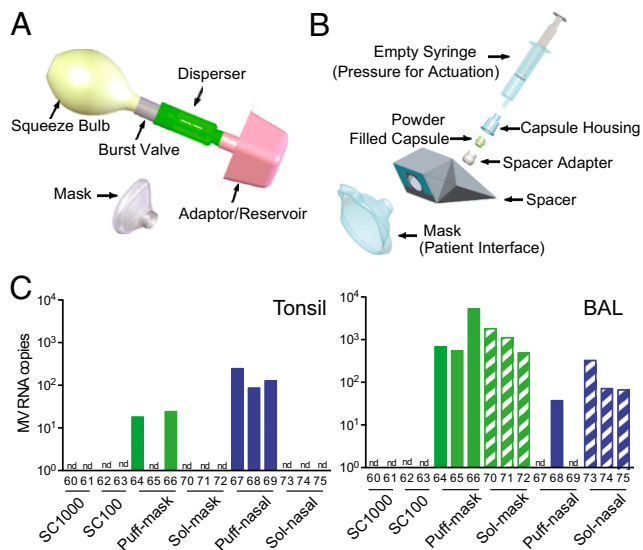 A
Squeeze Bulb
Burst Valve
Disperser
Mask
Adaptor/Reservoir
B
Empty Syringe
(Pressure for Actuation)
Powder
Filled Capsule
Capsule Housing
Spacer Adapter
Spacer
Mask
(Patient Interface)
C
Tonsil
MV RNA copies
10^4
10^3
10^2
10^1
10^0
nd nd nd nd nd nd nd nd nd nd nd
60 61 62 63 64 65 66 70 71 72 67 68 69 73 74 75
SC1000 SC100 Puff-mask Sol-mask Puff-nasal Sol-nasal
BAL
10^4
10^3
10^2
10^1
10^0
nd nd nd nd nd nd
60 61 62 63 64 65 66 70 71 72 67 68 69 73 74 75
SC1000 SC100 Puff-mask Sol-mask Puff-nasal Sol-nasal